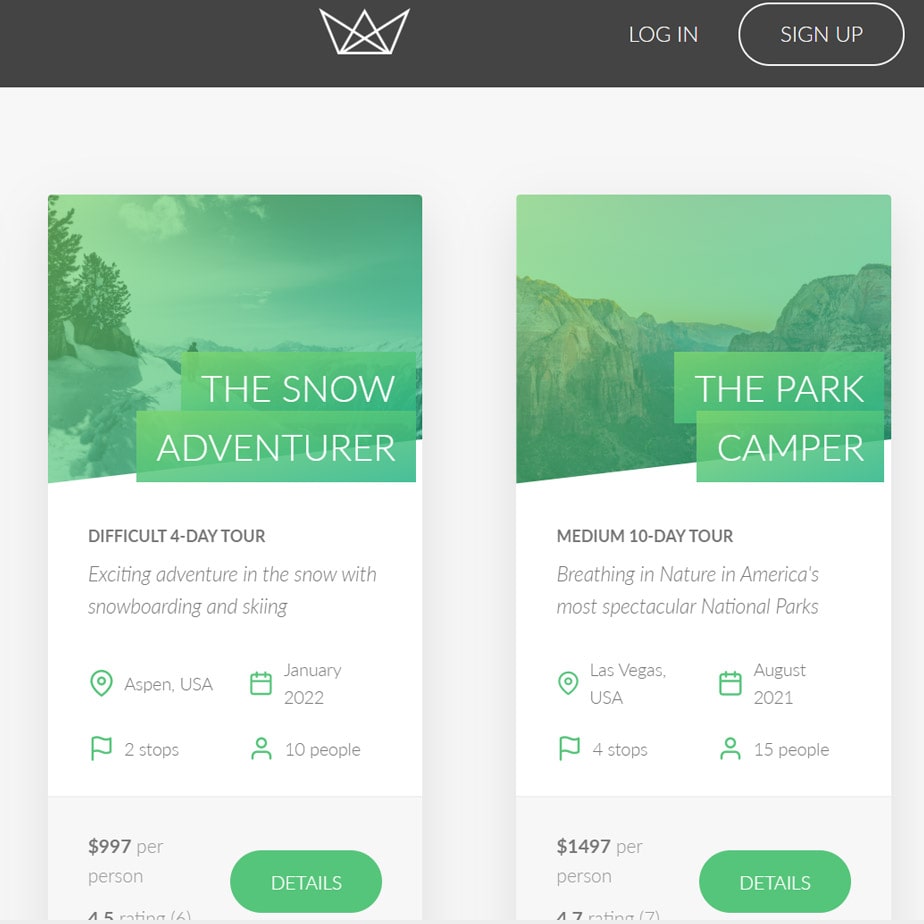 LOG IN
SIGN UP
THE SNOW
ADVENTURER
DIFFICULT 4-DAY TOUR
Exciting adventure in the snow with
snowboarding and skiing
Aspen, USA
January
2022
2 stops
10 people
$997 per
person
4.5 rating (6)
DETAILS
THE PARK
CAMPER
MEDIUM 10-DAY TOUR
Breathing in Nature in America's
most spectacular National Parks
Las Vegas,
USA
August
2021
4 stops
15 people
$1497 per
person
4.7 rating (7)
DETAILS